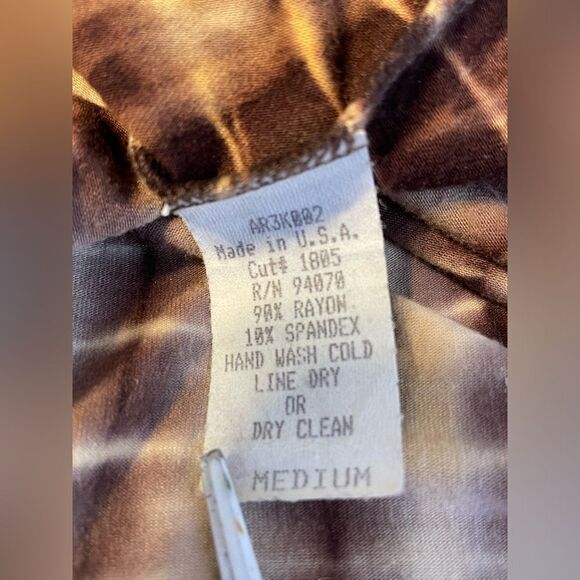 AR3K002
Made in U.S.A.
Cut# 1805
R/N 94070
90% RAYON
10% SPANDEX
HAND WASH COLD
LINE DRY
OR
DRY CLEAN
MEDIUM